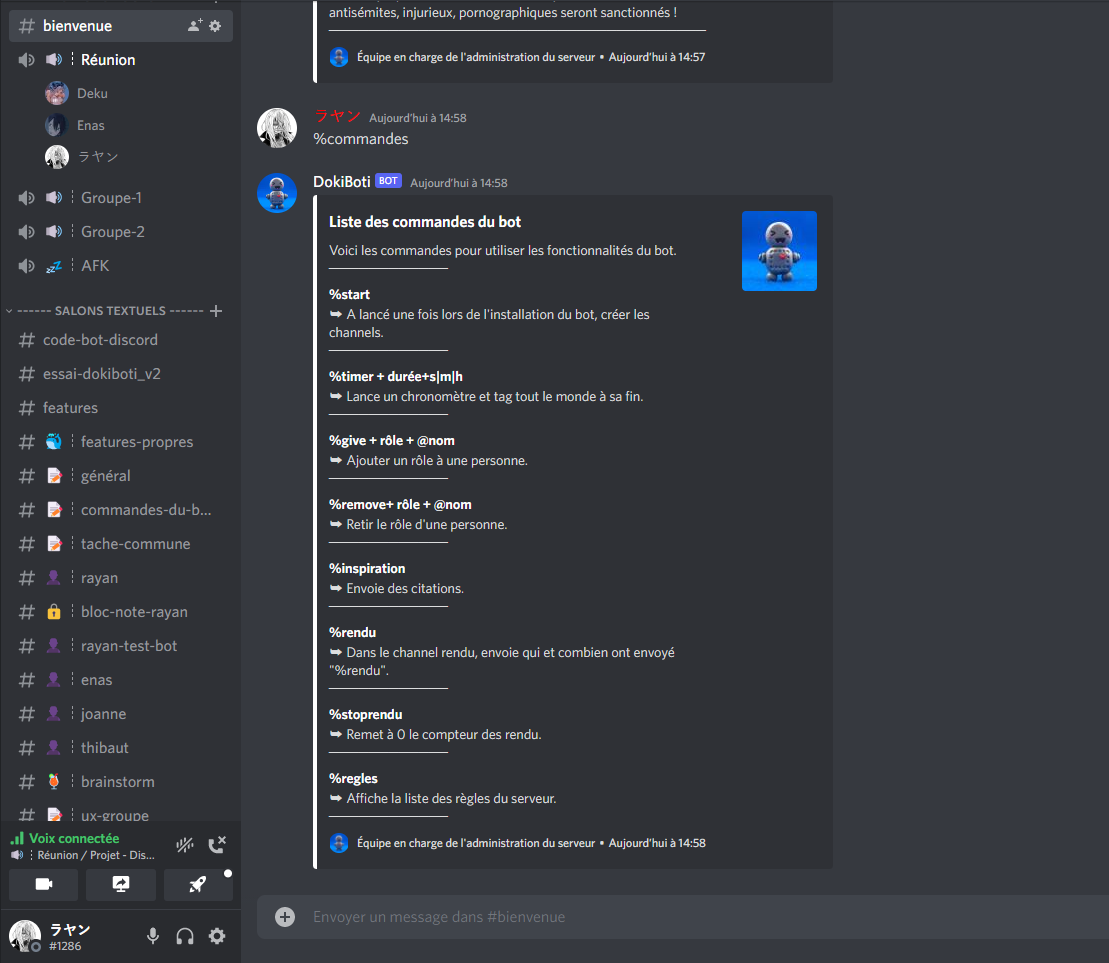 bienvenue
Réunion
Deku
Enas
ラヤン
Groupe-1
Groupe-2
AFK
------ SALONS TEXTUELS ------
code-bot-discord
essai-dokiboti_v2
features
features-propres
général
commandes-du-b...
tache-commune
rayan
bloc-note-rayan
rayan-test-bot
enas
joanne
thibaut
brainstorm
ux-groupe
Voix connectée
Réunion / Projet - Dis...
ラヤン
#1286
antisémites, injurieux, pornographiques seront sanctionnés !
Équipe en charge de l'administration du serveur • Aujourd'hui à 14:57
ラヤン Aujourd'hui à 14:58
%commandes
DokiBoti BOT Aujourd'hui à 14:58
Liste des commandes du bot
Voici les commandes pour utiliser les fonctionnalités du bot.
%start
➥ A lancé une fois lors de l'installation du bot, créer les
channels.
%timer + durée+s|m|h
➥ Lance un chronomètre et tag tout le monde à sa fin.
%give + rôle + @nom
➥ Ajouter un rôle à une personne.
%remove+ rôle + @nom
➥ Retir le rôle d'une personne.
%inspiration
➥ Envoie des citations.
%rendu
➥ Dans le channel rendu, envoie qui et combien ont envoyé
"%rendu".
%stoprendu
➥ Remet à 0 le compteur des rendu.
%regles
➥ Affiche la liste des règles du serveur.
Équipe en charge de l'administration du serveur • Aujourd'hui à 14:58
Envoyer un message dans #bienvenue